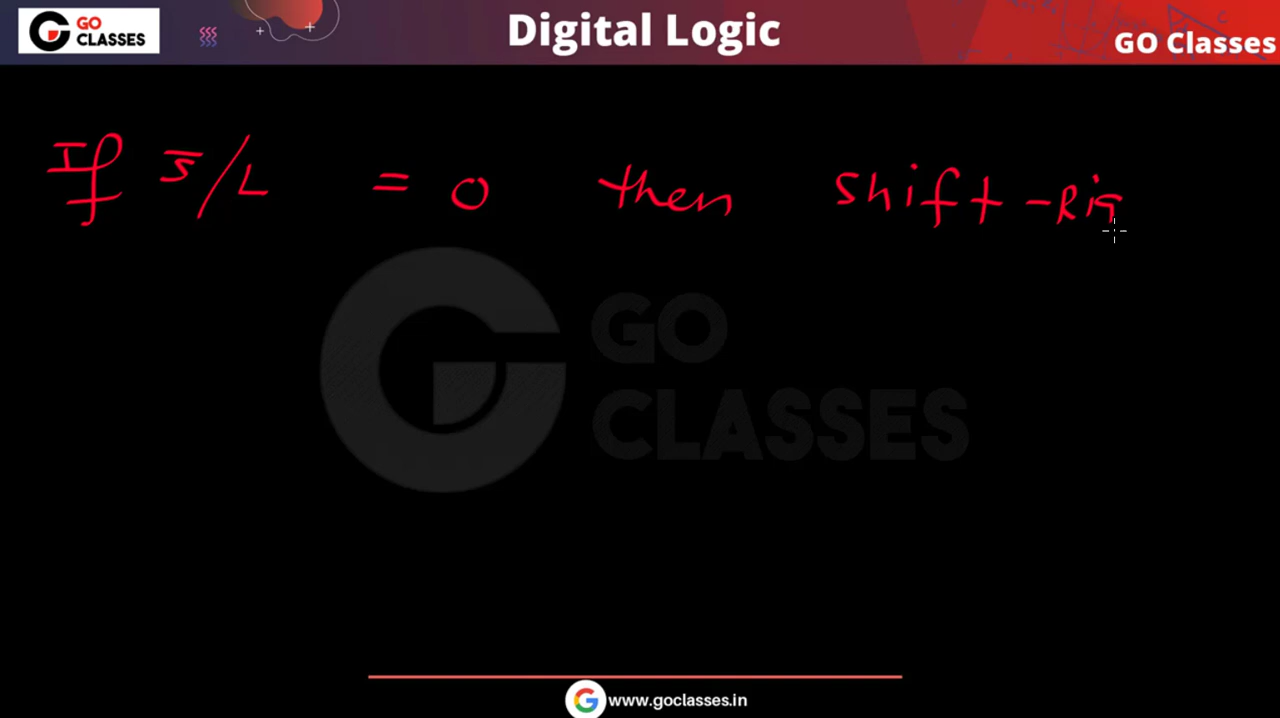 GO
CLASSES
Digital Logic
GO Classes
If S̅/L = 0 then Shift-Rig
GO
CLASSES
www.goclasses.in